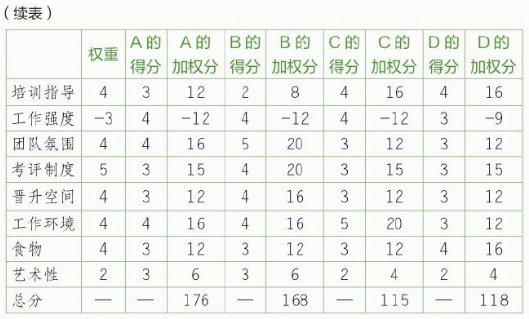 （续表）
权重 A的得分 A的加权分 B的得分 B的加权分 C的得分 C的加权分 D的得分 D的加权分
培训指导 4 3 12 2 8 4 16 4 16
工作强度 -3 4 -12 4 -12 4 -12 3 -9
团队氛围 4 4 16 5 20 3 12 3 12
考评制度 5 3 15 4 20 3 15 3 15
晋升空间 4 3 12 4 16 3 12 3 12
工作环境 4 4 16 4 16 5 20 3 12
食物 4 3 12 3 12 3 12 4 16
艺术性 2 3 6 3 6 2 4 2 4
总分 — — 176 — 168 — 115 — 118